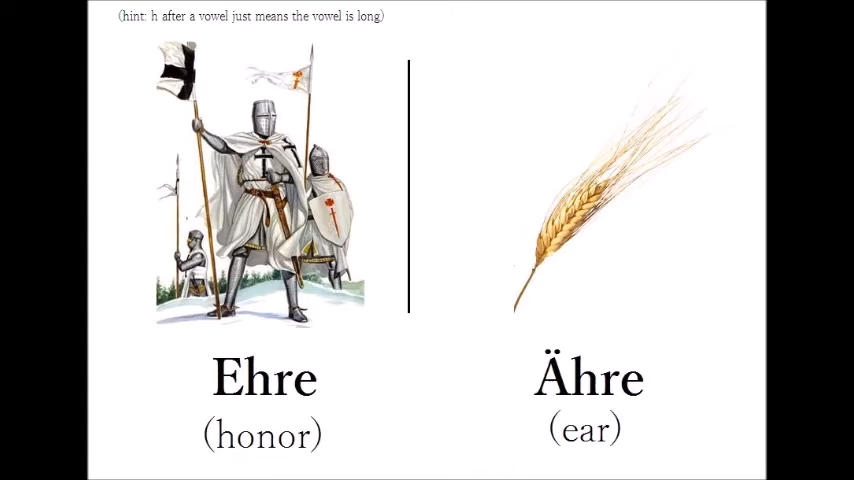 (hint: h after a vowel just means the vowel is long)
Ehre
(honor)
Ähre
(ear)